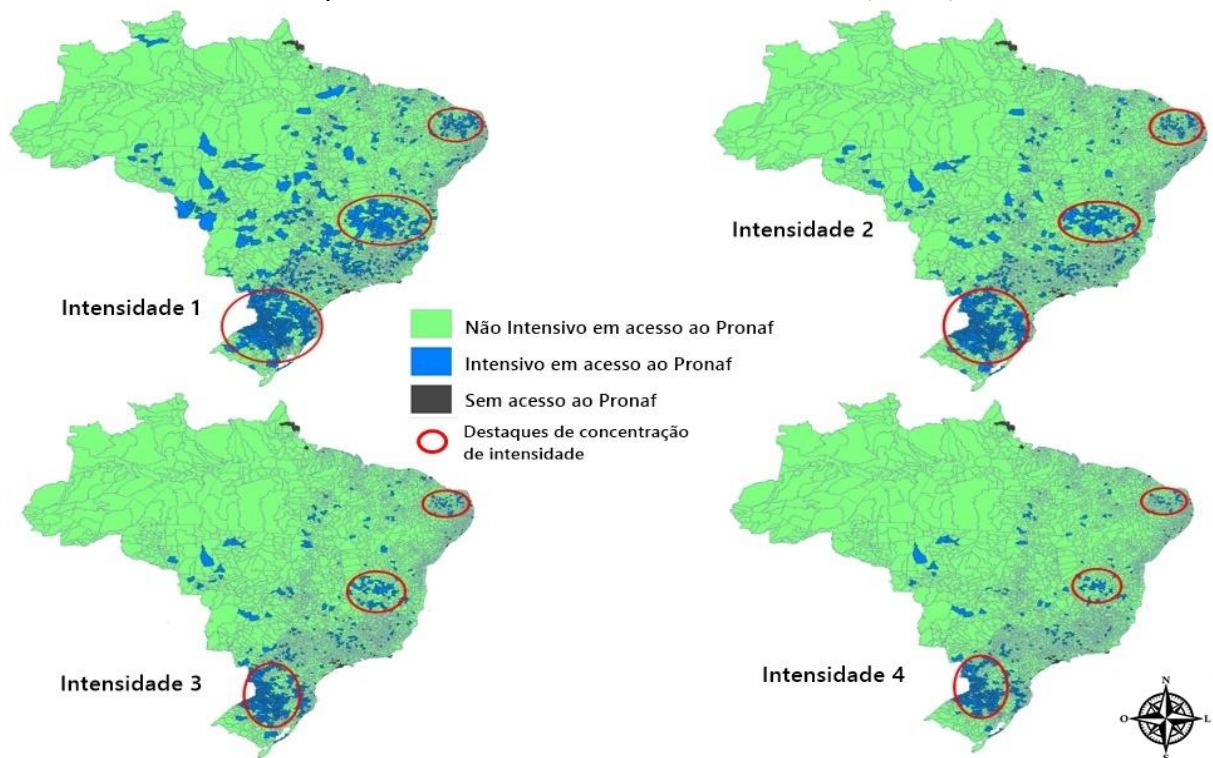 Intensidade 1
Intensidade 2
Não Intensivo em acesso ao Pronaf
Intensivo em acesso ao Pronaf
Sem acesso ao Pronaf
Destaques de concentração
de intensidade
Intensidade 3
Intensidade 4
N
O
L
S